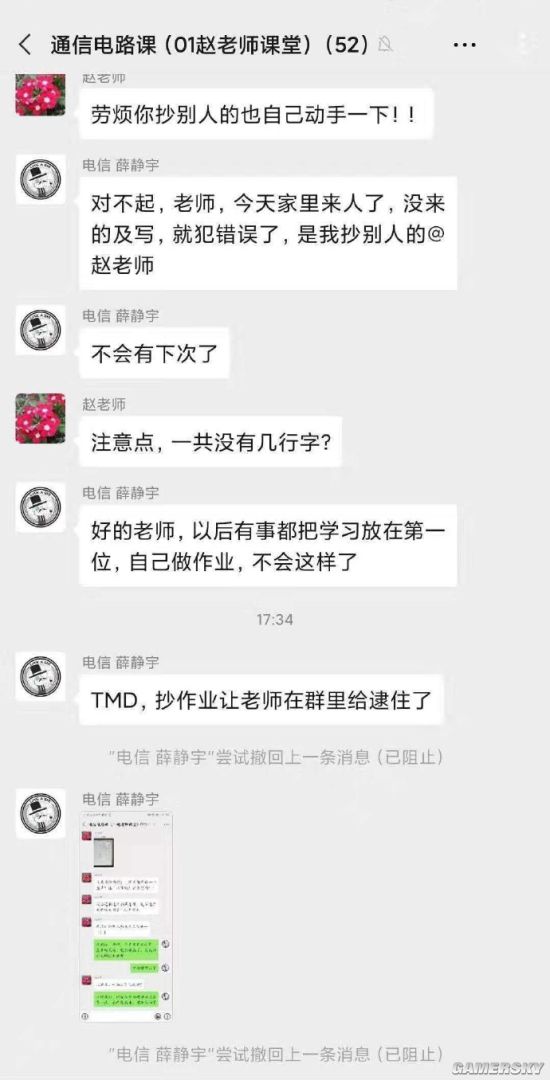 通信电路课（01赵老师课堂）（52）
赵老师
劳烦你抄别人的也自己动手一下！！
电信 薛静宇
对不起，老师，今天家里来人了，没来
的及写，就犯错误了，是我抄别人的@
赵老师
电信 薛静宇
不会有下次了
赵老师
注意点，一共没有几行字？
电信 薛静宇
好的老师，以后有事都把学习放在第一
位，自己做作业，不会这样了
17:34
电信 薛静宇
TMD，抄作业让老师在群里给逮住了
"电信 薛静宇"尝试撤回上一条消息（已阻止）
电信 薛静宇
"电信 薛静宇"尝试撤回上一条消息（已阻止）
GAMERSKY